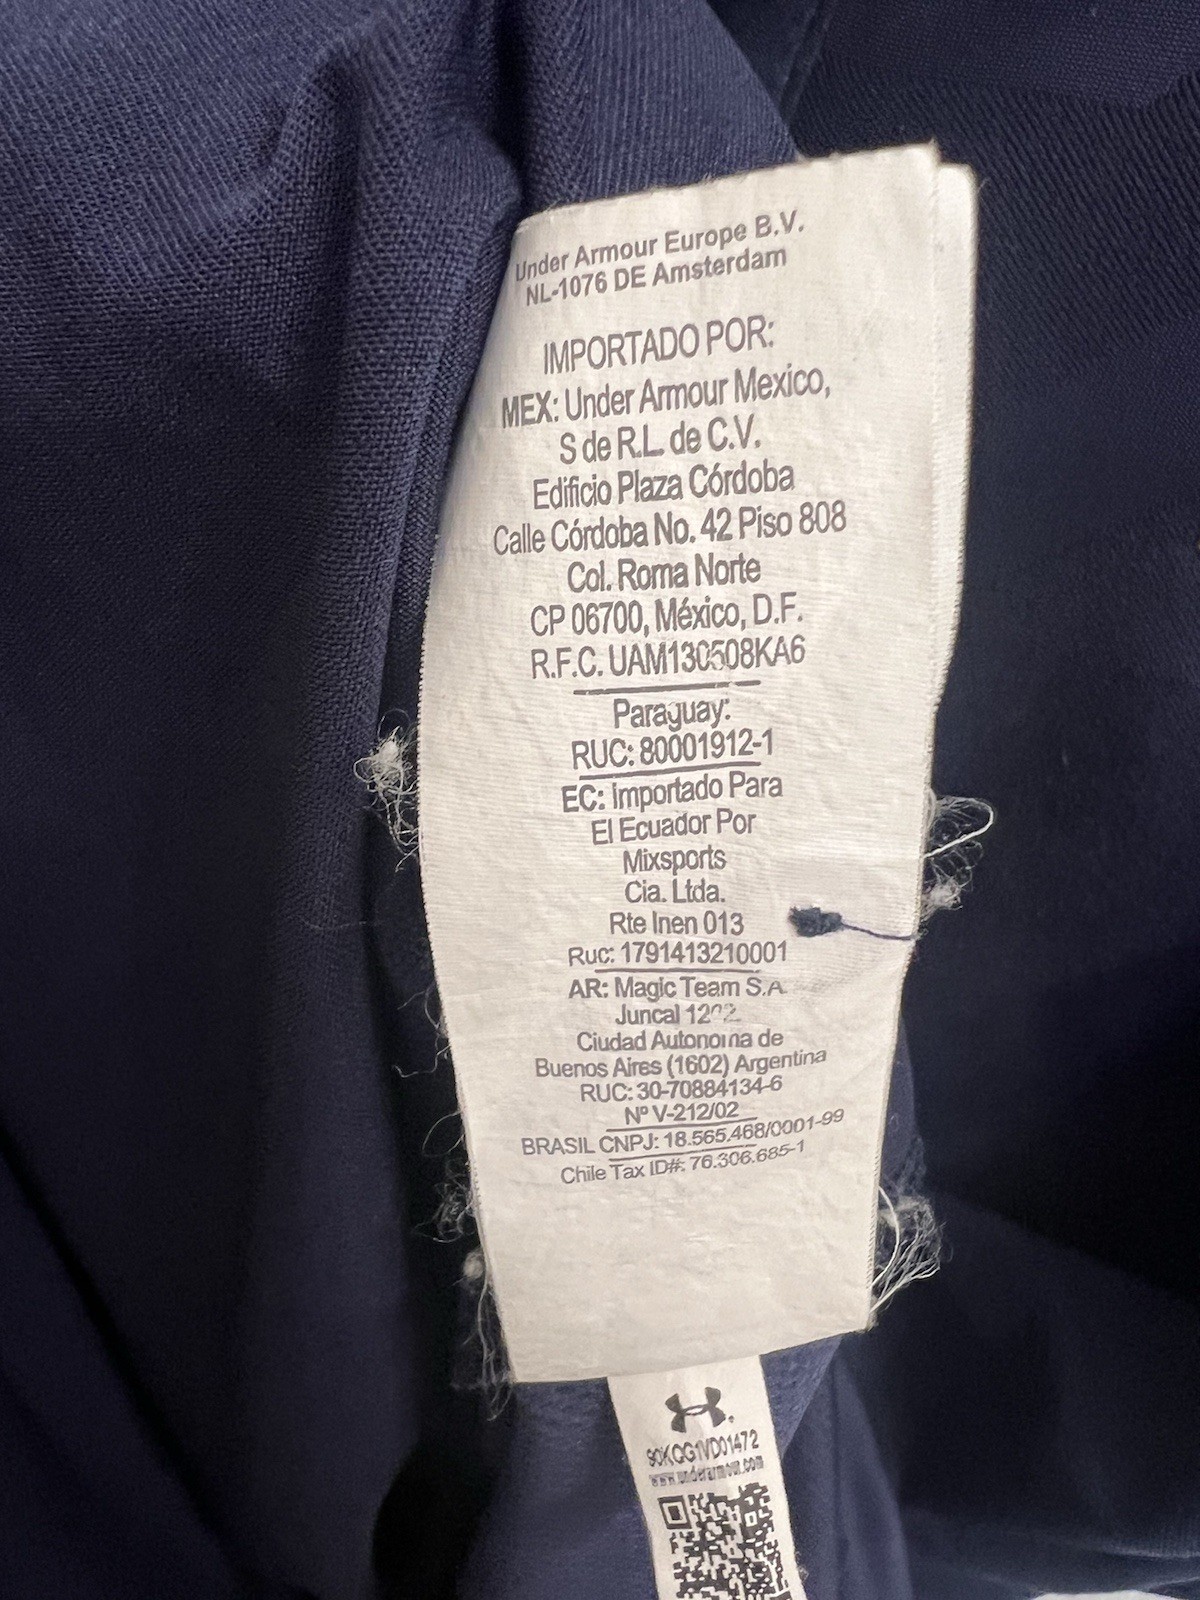 Under Armour Europe B.V.
NL-1076 DE Amsterdam
IMPORTADO POR:
MEX: Under Armour Mexico,
S de R.L. de C.V.
Edificio Plaza Córdoba
Calle Córdoba No. 42 Piso 808
Col. Roma Norte
CP 06700, México, D.F.
R.F.C. UAM130508KA6
Paraguay:
RUC: 80001912-1
EC: Importado Para
El Ecuador Por
Mixsports
Cia. Ltda.
Rte Inen 013
Ruc: 1791413210001
AR: Magic Team S.A.
Juncal
Ciudad Autonoma de
Buenos Aires (1602) Argentina
RUC: 30-70884134-6
Nº V-212/02
BRASIL CNPJ: 18.565.468/0001-99
Chile Tax ID#: 76.306.685-1
www.underarmour.com